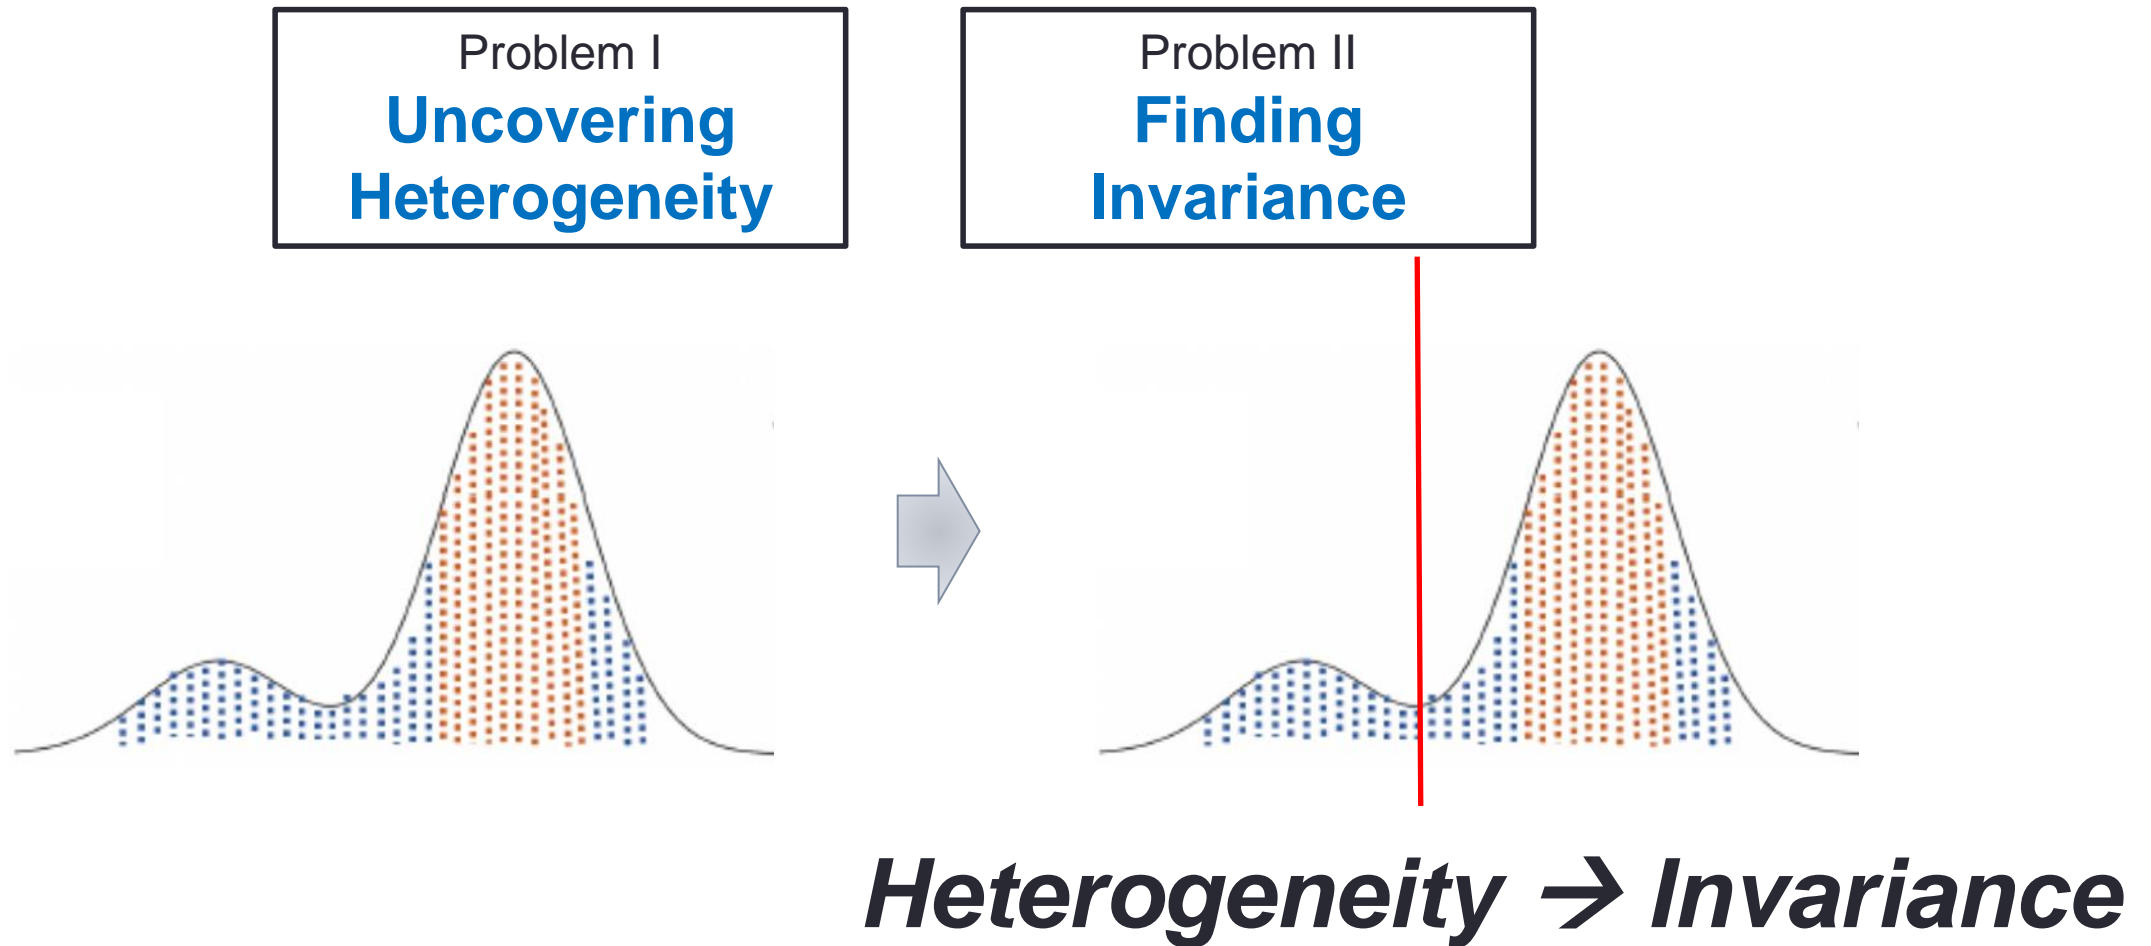 Problem I
Uncovering
Heterogeneity
Problem II
Finding
Invariance
Heterogeneity → Invariance